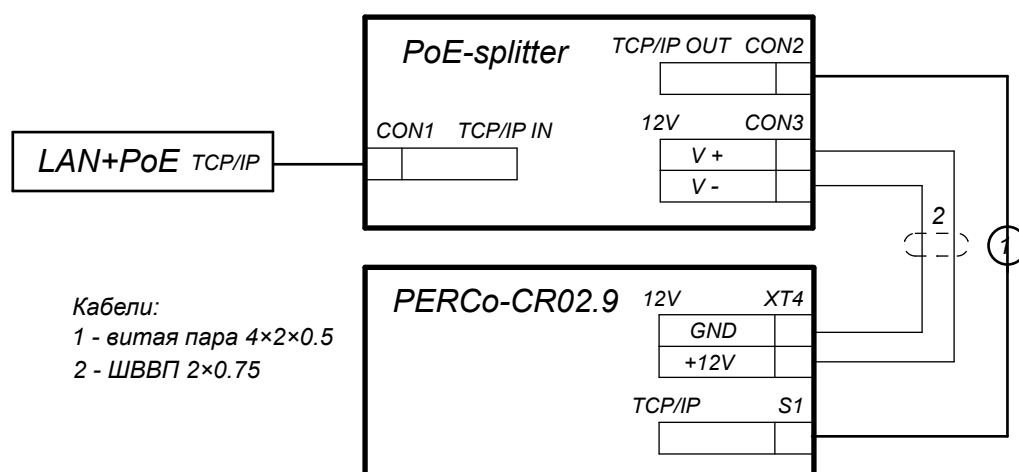 PoE-splitter
TCP/IP OUT CON2
12V CON3
V +
V -
CON1 TCP/IP IN
LAN+PoE TCP/IP
2
1
PERCo-CR02.9
12V XT4
GND
+12V
TCP/IP S1
Кабели:
1 - витая пара 4×2×0.5
2 - ШВВП 2×0.75